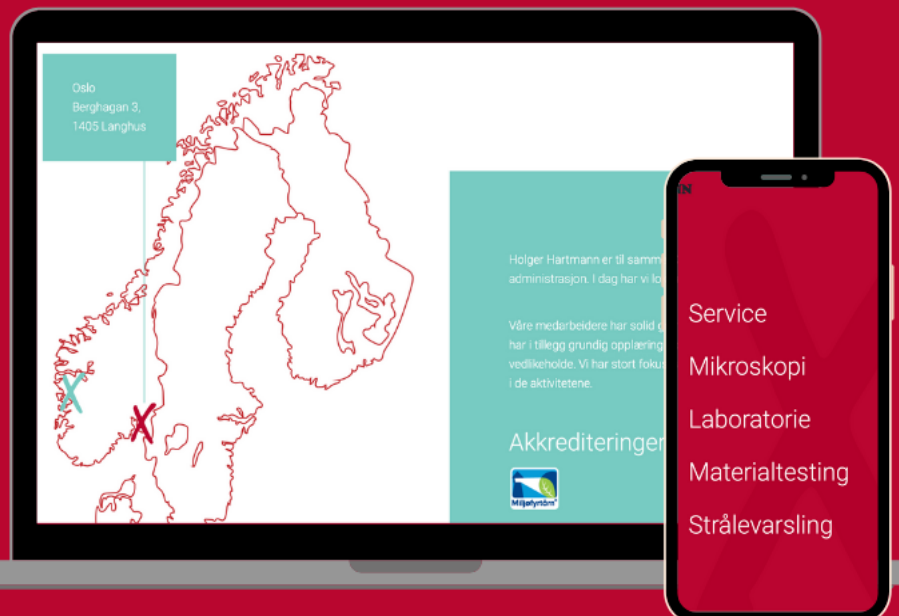 Oslo
Berghagan 3,
1405 Langhus
Holger Hartmann er til samm
administrasjon. I dag har vi lo
Våre medarbeidere har solid g
har i tillegg grundig opplæring
vedlikeholde. Vi har stort foku
i de aktivitetene.
Akkrediteringer
Miljøfyrtårn
Service
Mikroskopi
Laboratorie
Materialtesting
Strålevarsling